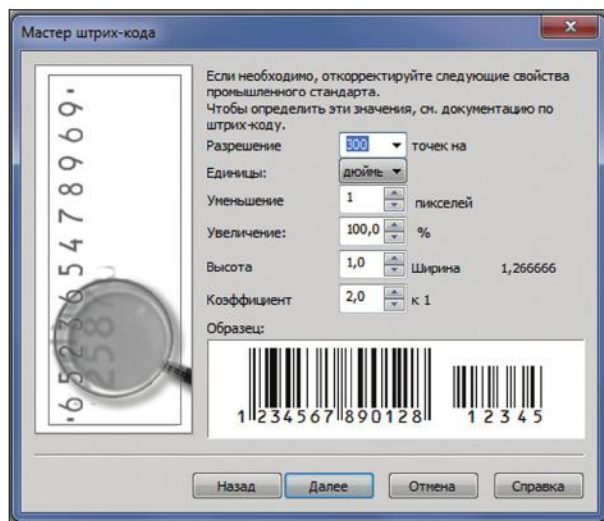 Мастер штрих-кода
Если необходимо, откорректируйте следующие свойства
промышленного стандарта.
Чтобы определить эти значения, см. документацию по
штрих-коду.
Разрешение 300 точек на
Единицы: дюймь
Уменьшение 1 пикселей
Увеличение: 100,0 %
Высота 1,0 Ширина 1,266666
Коэффициент 2,0 к 1
Образец:
1 234567 890128 12345
652365478969
Назад Далее Отмена Справка